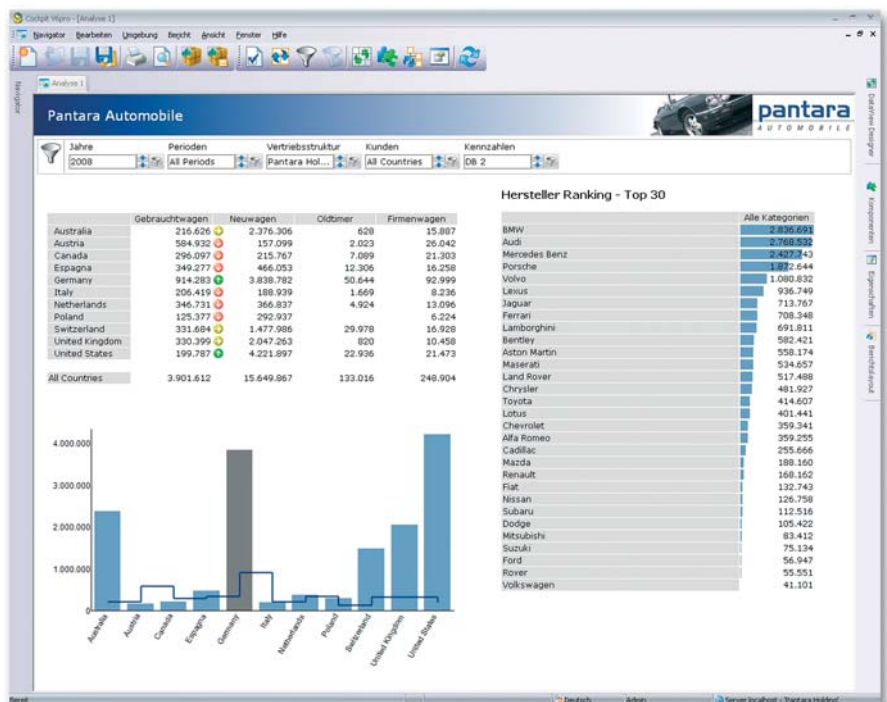 Cockpit Wipro - [Analyse 1]
Navigator Bearbeiten Umgebung Bericht Ansicht Fenster Hilfe
Navigator
Analyse 1
Pantara Automobile
pantara
AUTOMOBILE
Jahre Perioden Vertriebsstruktur Kunden Kennzahlen
2008 All Periods Pantara Hol... All Countries DB 2
Gebrauchtwagen Neuwagen Oldtimer Firmenwagen
Australia 216.626 2.376.306 628 15.887
Austria 584.932 157.099 2.023 26.042
Canada 296.097 215.767 7.089 21.303
Espagna 349.277 466.053 12.306 16.258
Germany 914.283 3.838.782 50.644 92.999
Italy 206.419 188.939 1.669 8.236
Netherlands 346.731 366.837 4.924 13.096
Poland 125.377 292.937 6.224
Switzerland 331.684 1.477.986 29.978 16.928
United Kingdom 330.399 2.047.263 820 10.458
United States 199.787 4.221.897 22.936 21.473
All Countries 3.901.612 15.649.867 133.016 248.904
4.000.000
3.000.000
2.000.000
1.000.000
0
Australia
Austria
Canada
Espagna
Germany
Italy
Netherlands
Poland
Switzerland
United Kingdom
United States
Hersteller Ranking - Top 30
Alle Kategorien
BMW 2.836.691
Audi 2.768.532
Mercedes Benz 2.427.743
Porsche 1.872.644
Volvo 1.080.832
Lexus 936.749
Jaguar 713.767
Ferrari 708.348
Lamborghini 691.811
Bentley 582.421
Aston Martin 558.174
Maserati 534.657
Land Rover 517.488
Chrysler 481.927
Toyota 414.607
Lotus 401.441
Chevrolet 359.341
Alfa Romeo 359.255
Cadillac 255.666
Mazda 188.160
Renault 168.162
Fiat 132.743
Nissan 126.758
Subaru 112.516
Dodge 105.422
Mitsubishi 83.412
Suzuki 75.134
Ford 56.947
Rover 55.551
Volkswagen 41.101
DataView Designer
Komponenten
Eigenschaften
Berichtslayout
Bereit
Deutsch Admin Server localhost - 'Pantara Holding'